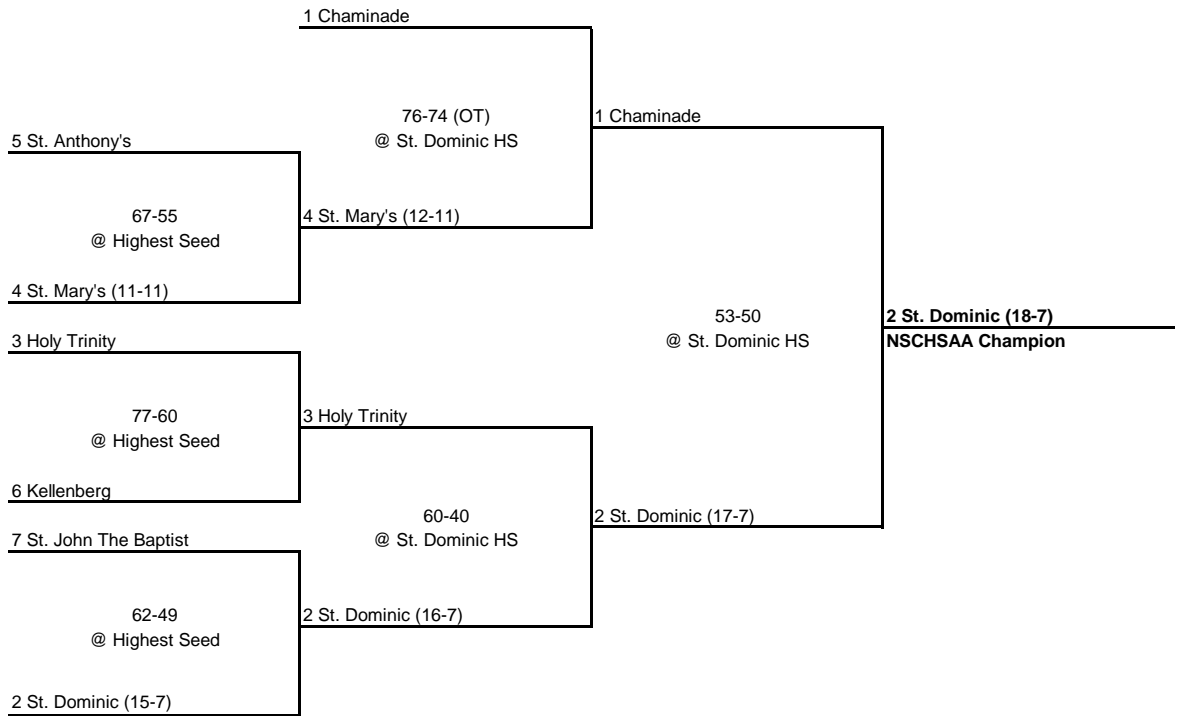 1 Chaminade
76-74 (OT)
@ St. Dominic HS
1 Chaminade
5 St. Anthony's
67-55
@ Highest Seed
4 St. Mary's (12-11)
4 St. Mary's (11-11)
53-50
@ St. Dominic HS
2 St. Dominic (18-7)
NSCHSAA Champion
3 Holy Trinity
77-60
@ Highest Seed
3 Holy Trinity
6 Kellenberg
60-40
@ St. Dominic HS
2 St. Dominic (17-7)
7 St. John The Baptist
62-49
@ Highest Seed
2 St. Dominic (16-7)
2 St. Dominic (15-7)